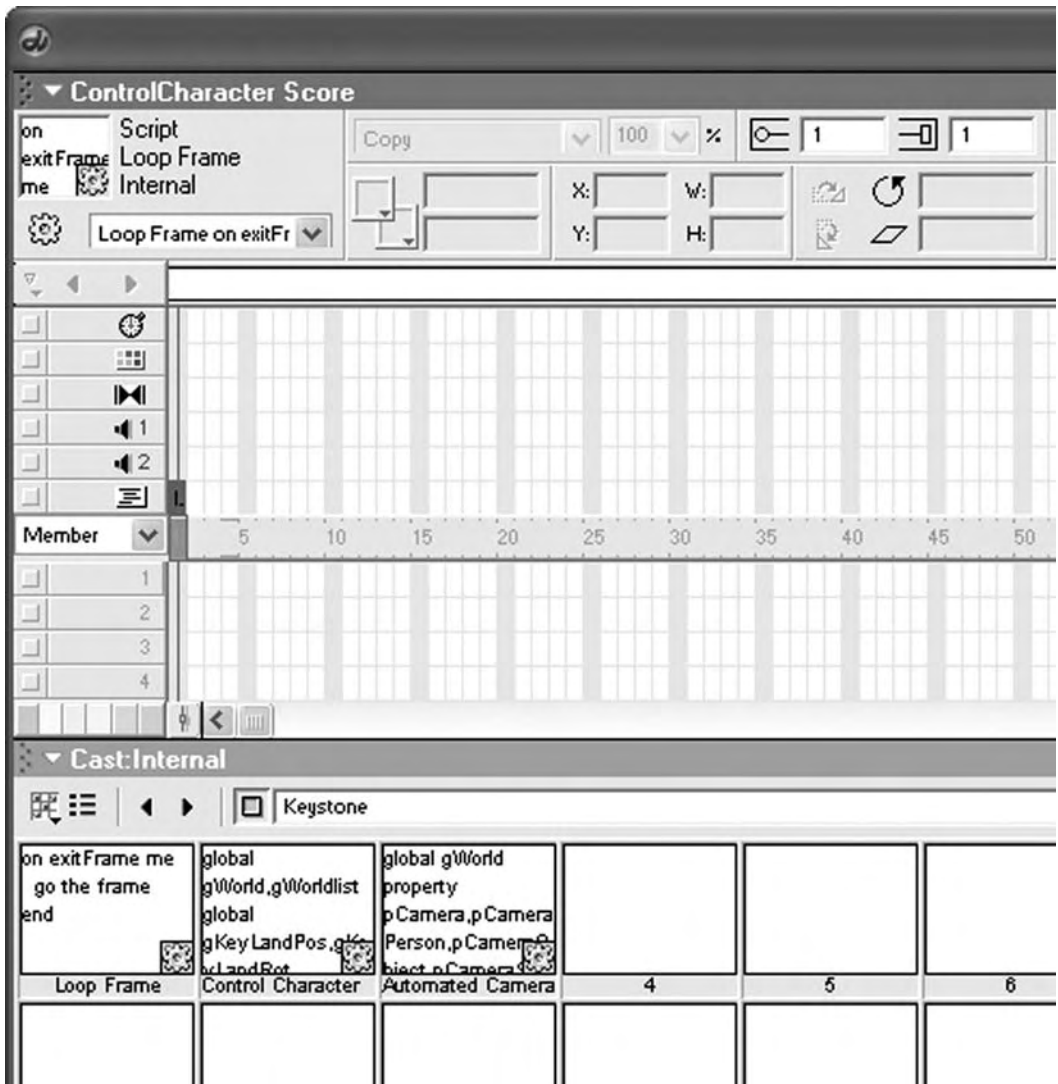 ControlCharacter Score
on
exitFrame
me
Script
Loop Frame
Internal
Loop Frame on exitFr
Copy
100 %
1
1
X:
W:
Y:
H:
1
2
Member
5 10 15 20 25 30 35 40 45 50
1
2
3
4
Cast:Internal
Keystone
on exitFrame me
go the frame
end
Loop Frame
global
gWorld,gWorldlist
global
gKeyLandPos,
Control Character
global gWorld
property
pCamera,pCamera
Person,
Automated Camera
4
5
6